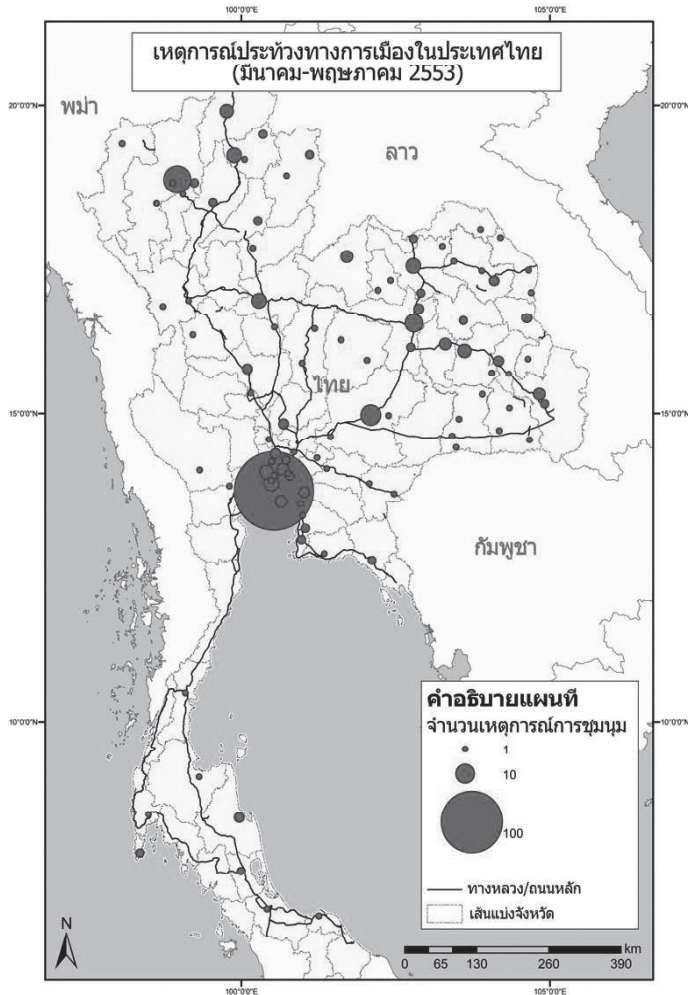 100°0'0"E 105°0'0"E
เหตุการณ์ประท้วงทางการเมืองในประเทศไทย
(มีนาคม-พฤษภาคม 2553)
20°0'0"N 20°0'0"N
พม่า
ลาว
ไทย
15°0'0"N 15°0'0"N
กัมพูชา
คำอธิบายแผนที่
จำนวนเหตุการณ์การชุมนุม
1
10
100
10°0'0"N 10°0'0"N
ทางหลวง/ถนนหลัก
เส้นแบ่งจังหวัด
N
km
0 65 130 260 390
100°0'0"E 105°0'0"E